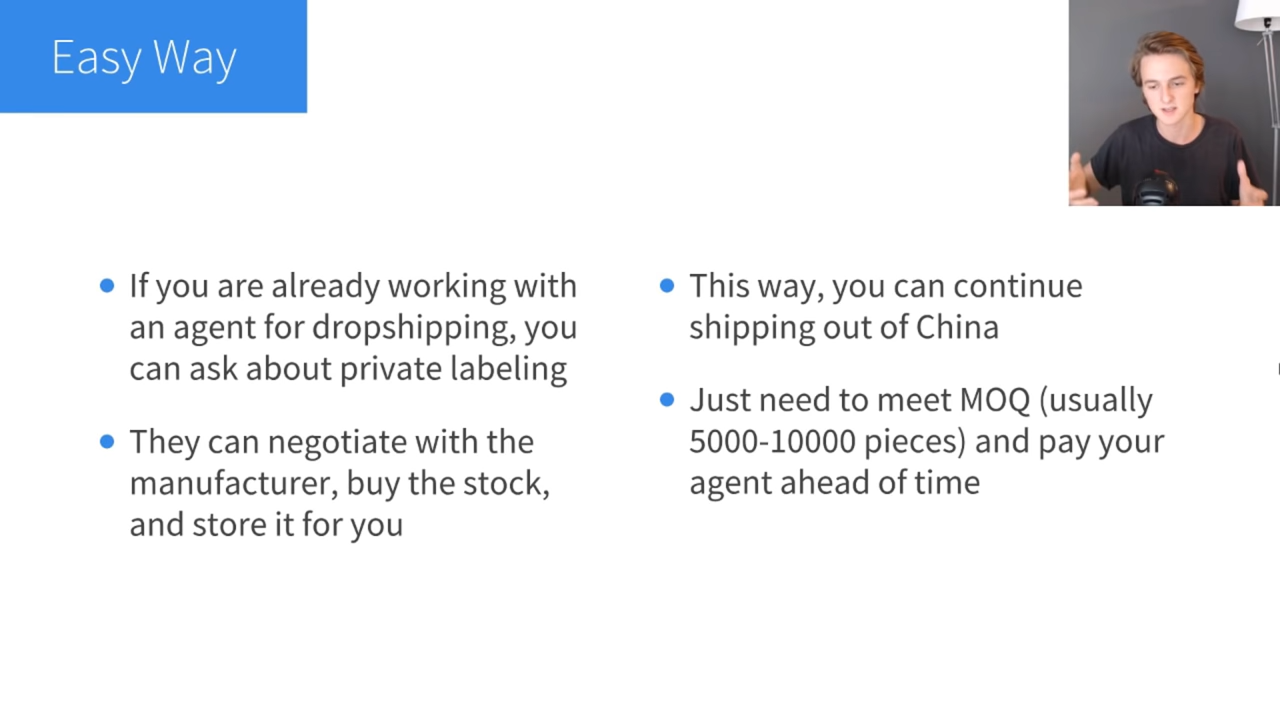 Easy Way
If you are already working with
an agent for dropshipping, you
can ask about private labeling
They can negotiate with the
manufacturer, buy the stock,
and store it for you
This way, you can continue
shipping out of China
Just need to meet MOQ (usually
5000-10000 pieces) and pay your
agent ahead of time